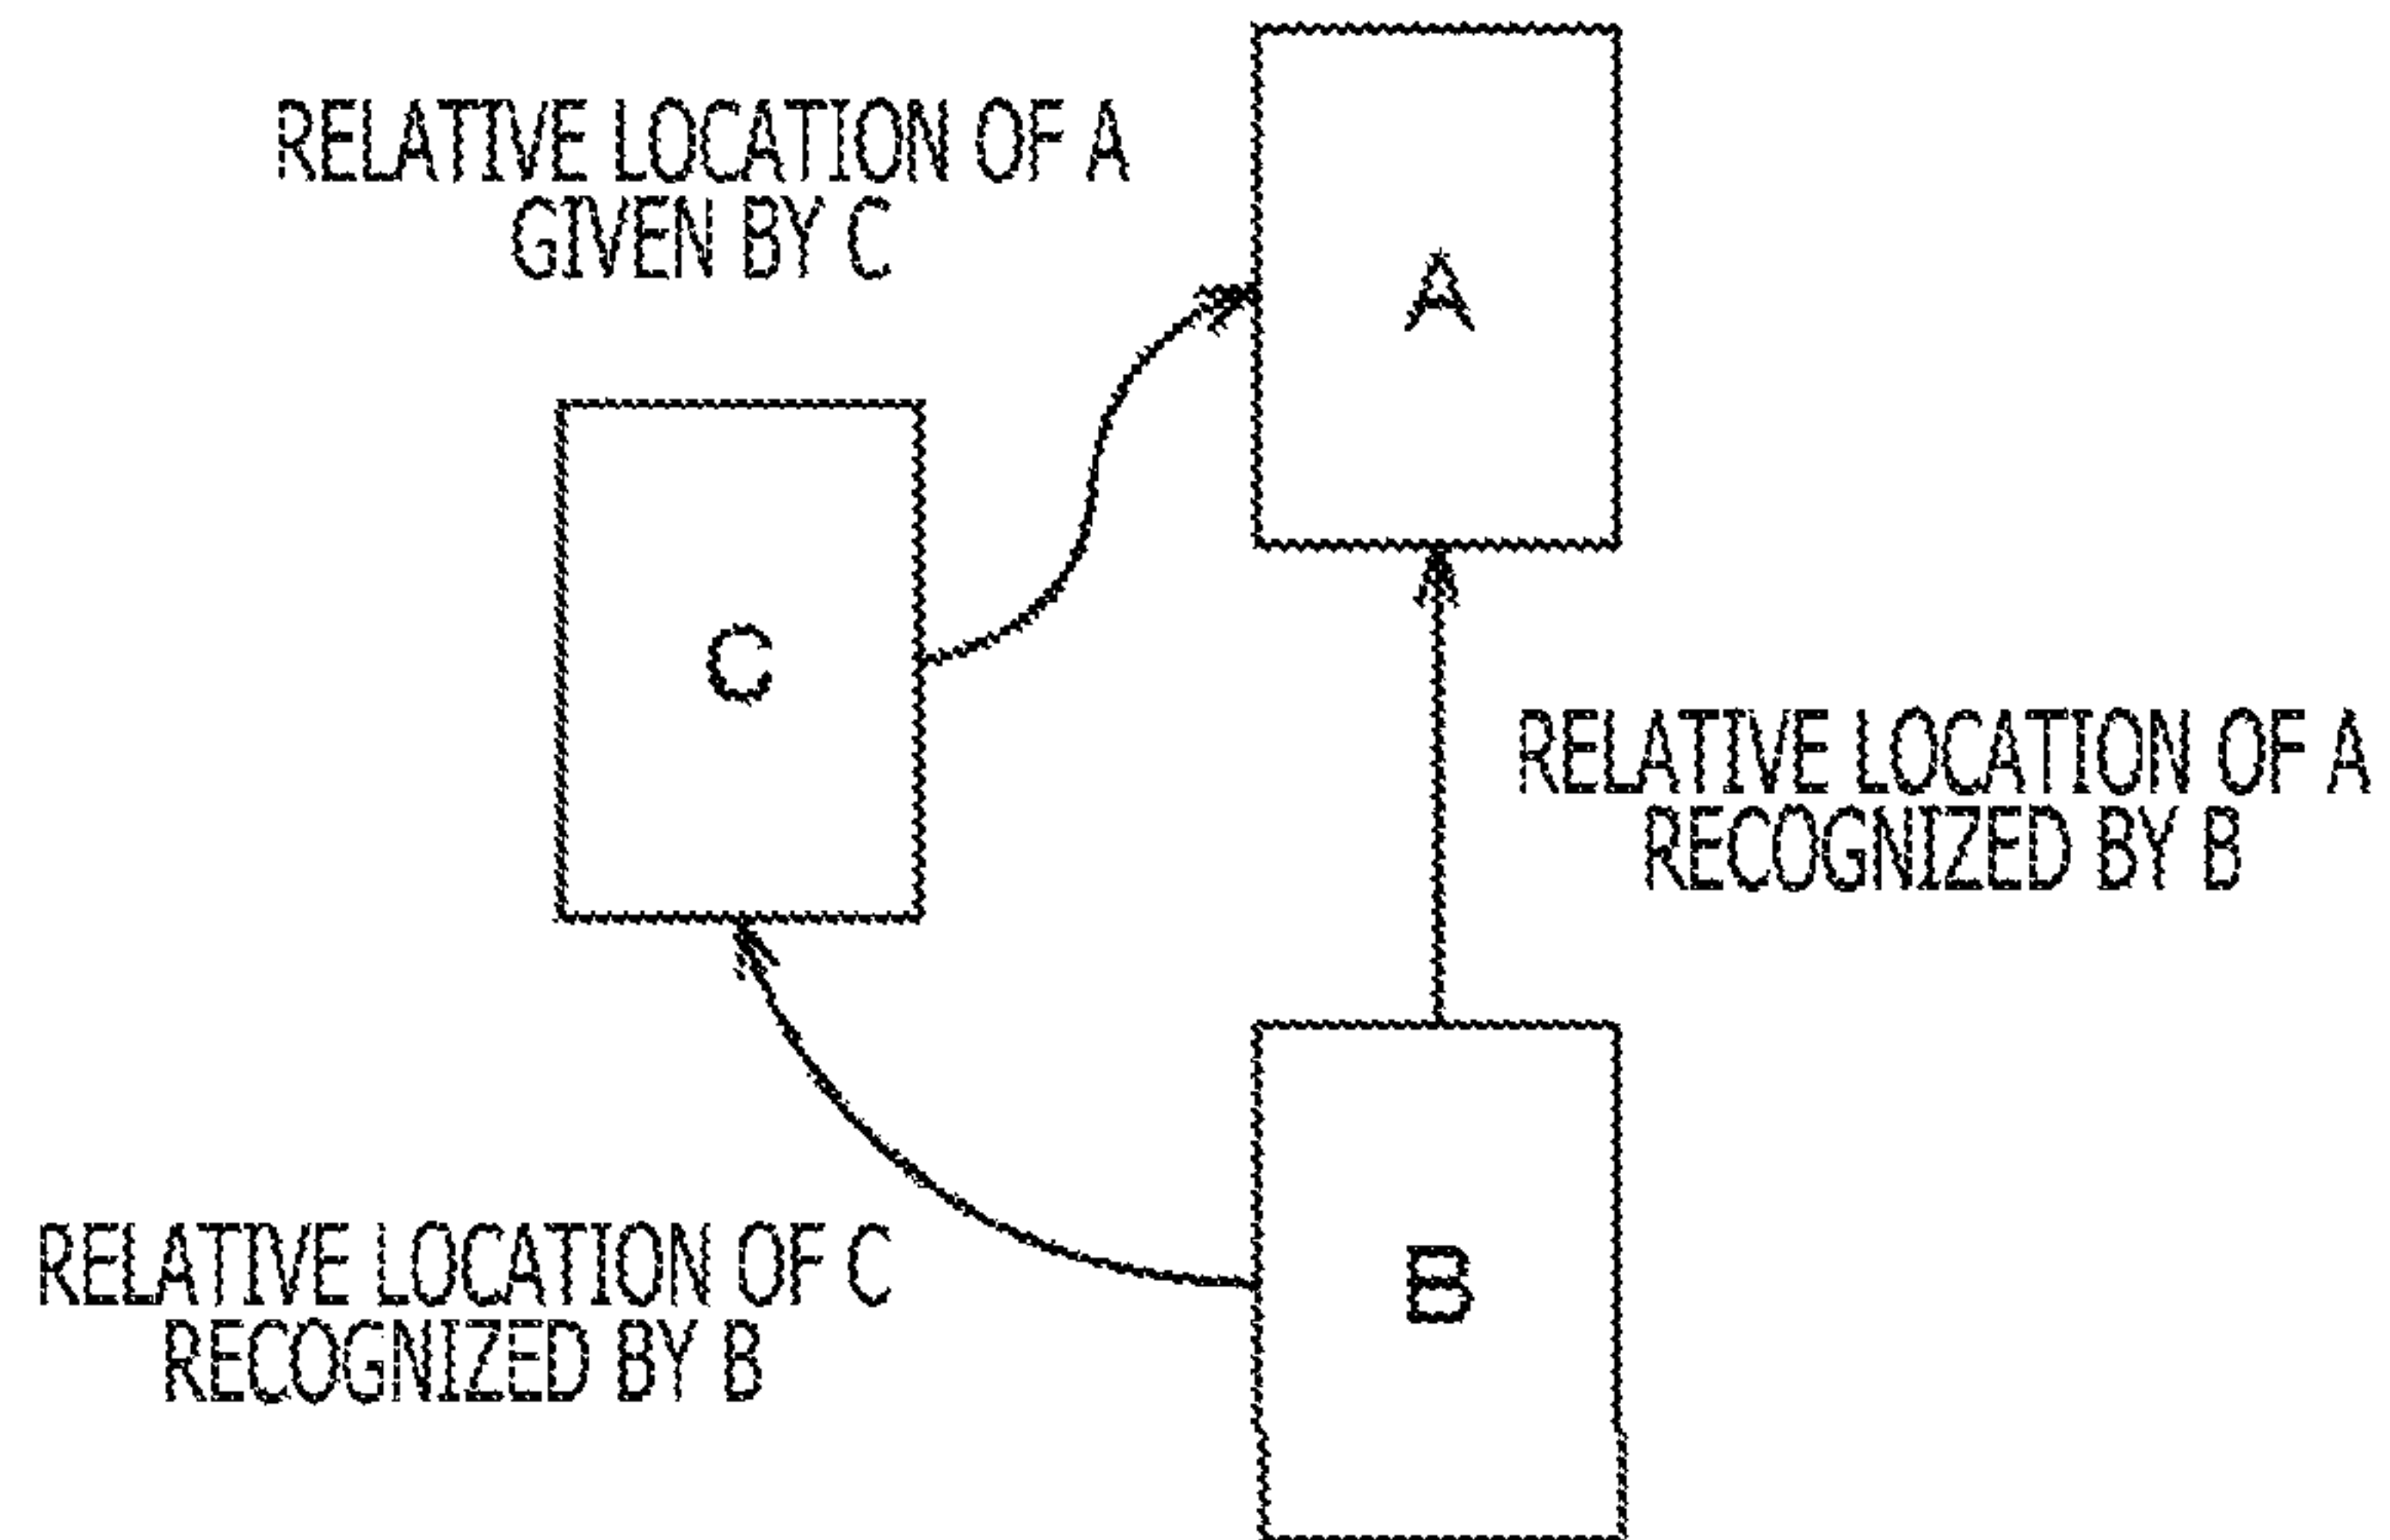 RELATIVE LOCATION OF A
GIVEN BY C
A
C
RELATIVE LOCATION OF A
RECOGNIZED BY B
RELATIVE LOCATION OF C
RECOGNIZED BY B
B